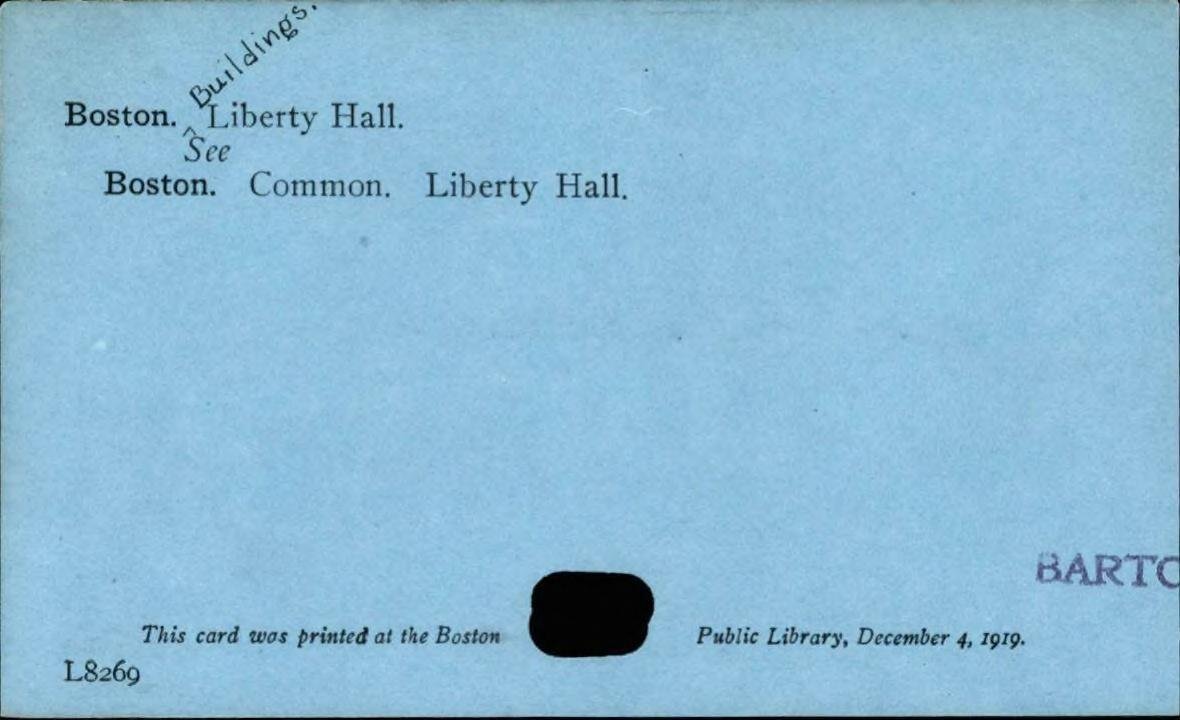 Boston. ^Buildings. Liberty Hall.
See
Boston. Common. Liberty Hall.
BARTO
This card was printed at the Boston Public Library, December 4, 1919.
L8269